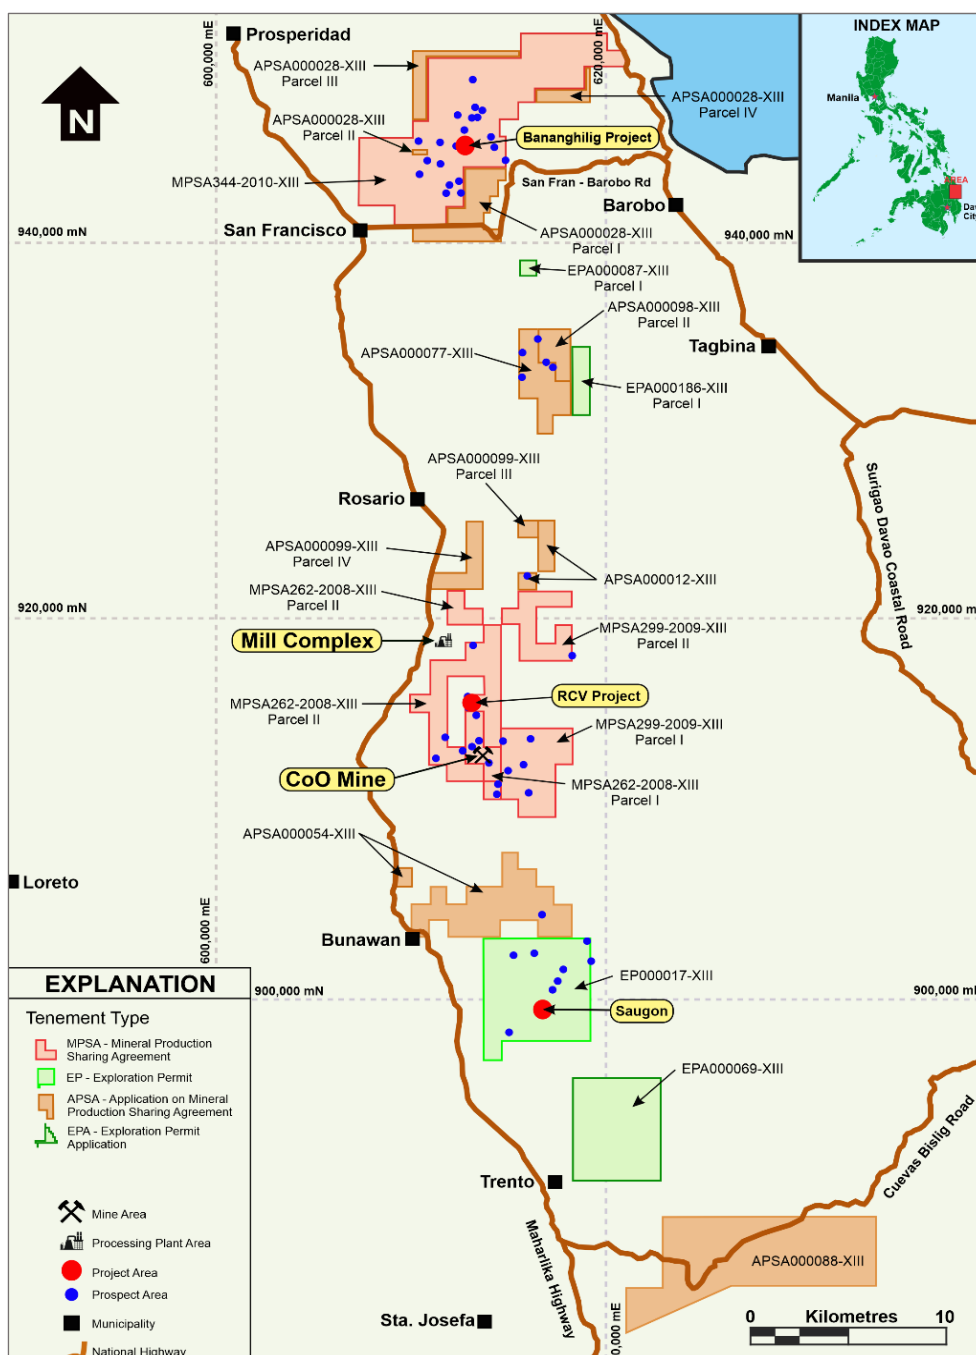 INDEX MAP
Manila
AREA
Dav
City
N
Prosperidad
600,000 mE
620,000 mE
APSA000028-XIII
Parcel III
APSA000028-XIII
Parcel IV
APSA000028-XIII
Parcel II
Bananghilig Project
MPSA344-2010-XIII
San Fran - Barobo Rd
Barobo
San Francisco
APSA000028-XIII
Parcel I
940,000 mN
940,000 mN
EPA000087-XIII
Parcel I
APSA000098-XIII
Parcel II
APSA000077-XIII
Tagbina
EPA000186-XIII
Parcel I
APSA000099-XIII
Parcel III
Rosario
Surigao Davao Coastal Road
APSA000099-XIII
Parcel IV
APSA000012-XIII
MPSA262-2008-XIII
Parcel II
920,000 mN
920,000 mN
MPSA299-2009-XIII
Parcel II
Mill Complex
RCV Project
MPSA262-2008-XIII
Parcel II
MPSA299-2009-XIII
Parcel I
CoO Mine
MPSA262-2008-XIII
Parcel I
APSA000054-XIII
Loreto
600,000 mE
Bunawan
EP000017-XIII
900,000 mN
900,000 mN
Saugon
EPA000069-XIII
Trento
Cuevas Bislig Road
Maharlika Highway
APSA000088-XIII
Sta. Josefa
0,000 mE
0 Kilometres 10
EXPLANATION
Tenement Type
MPSA - Mineral Production
Sharing Agreement
EP - Exploration Permit
APSA - Application on Mineral
Production Sharing Agreement
EPA - Exploration Permit
Application
Mine Area
Processing Plant Area
Project Area
Prospect Area
Municipality
National Highway